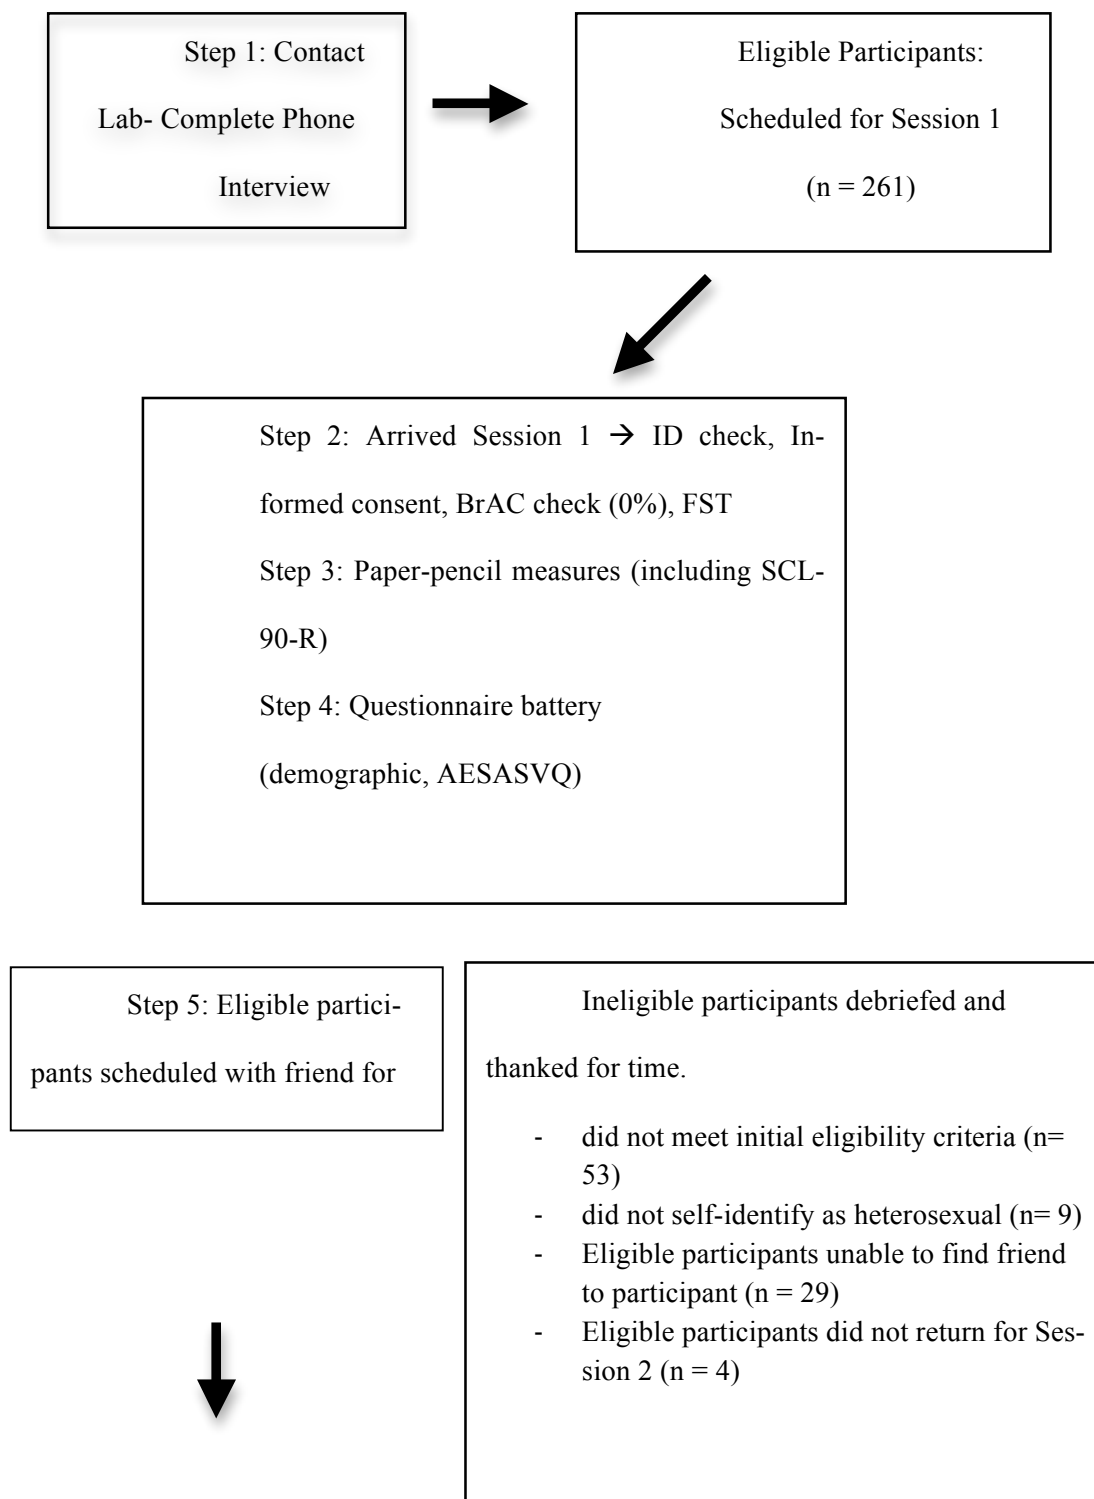 Step 1: Contact
Lab- Complete Phone
Interview
Eligible Participants:
Scheduled for Session 1
(n = 261)
Step 2: Arrived Session 1 → ID check, In-
formed consent, BrAC check (0%), FST
Step 3: Paper-pencil measures (including SCL-
90-R)
Step 4: Questionnaire battery
(demographic, AESASVQ)
Step 5: Eligible partici-
pants scheduled with friend for
Ineligible participants debriefed and
thanked for time.
- did not meet initial eligibility criteria (n=
53)
- did not self-identify as heterosexual (n= 9)
- Eligible participants unable to find friend
to participant (n = 29)
- Eligible participants did not return for Ses-
sion 2 (n = 4)